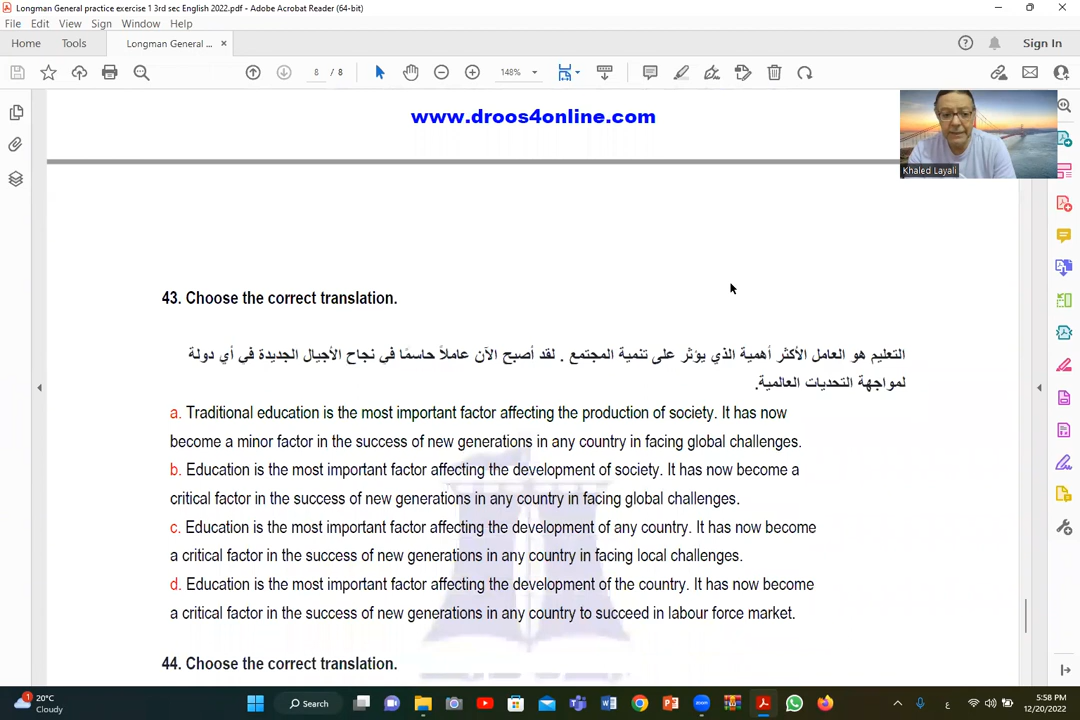 Longman General practice exercise 1 3rd sec English 2022.pdf - Adobe Acrobat Reader (64-bit)
File Edit View Sign Window Help
Home Tools Longman General ... × Sign In
8 / 8 148%
www.droos4online.com
Khaled Layali
43. Choose the correct translation.
التعليم هو العامل الأكثر أهمية الذي يؤثر على تنمية المجتمع . لقد أصبح الآن عاملاً حاسمًا فى نجاح الأجيال الجديدة فى أي دولة
لمواجهة التحديات العالمية.
a. Traditional education is the most important factor affecting the production of society. It has now
become a minor factor in the success of new generations in any country in facing global challenges.
b. Education is the most important factor affecting the development of society. It has now become a
critical factor in the success of new generations in any country in facing global challenges.
c. Education is the most important factor affecting the development of any country. It has now become
a critical factor in the success of new generations in any country in facing local challenges.
d. Education is the most important factor affecting the development of the country. It has now become
a critical factor in the success of new generations in any country to succeed in labour force market.
44. Choose the correct translation.
1
20°C
Cloudy
Search
ع
5:58 PM
12/20/2022